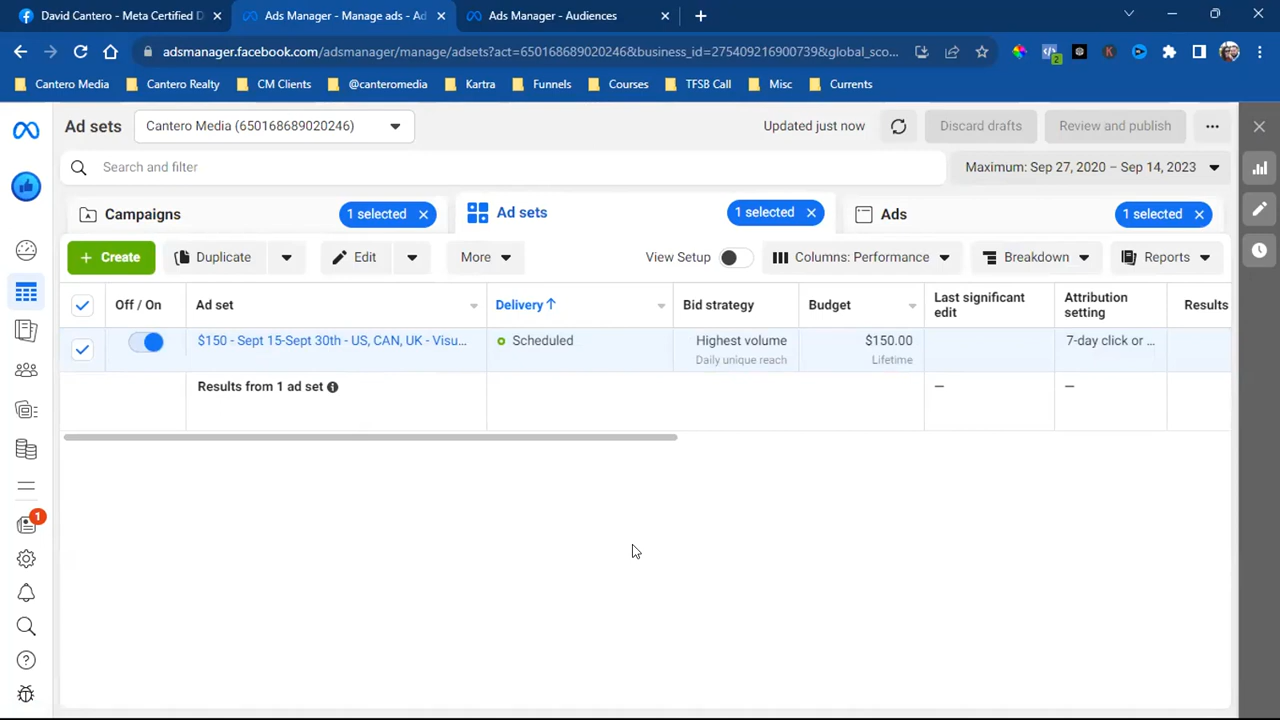 David Cantero - Meta Certified D
Ads Manager - Manage ads - Ad
Ads Manager - Audiences
adsmanager.facebook.com/adsmanager/manage/adsets?act=650168689020246&business_id=2754092169007739&global_sco...
2
Cantero Media
Cantero Realty
CM Clients
@canteromedia
Kartra
Funnels
Courses
TFSB Call
Misc
Currents
Ad sets
Cantero Media (650168689020246)
Updated just now
Discard drafts
Review and publish
Search and filter
Maximum: Sep 27, 2020 – Sep 14, 2023
Campaigns
1 selected
Ad sets
1 selected
Ads
1 selected
+ Create
Duplicate
Edit
More
View Setup
Columns: Performance
Breakdown
Reports
Off / On
Ad set
Delivery ↑
Bid strategy
Budget
Last significant
edit
Attribution
setting
Results
$150 - Sept 15-Sept 30th - US, CAN, UK - Visu...
Scheduled
Highest volume
Daily unique reach
$150.00
Lifetime
7-day click or ...
Results from 1 ad set
—
—
1